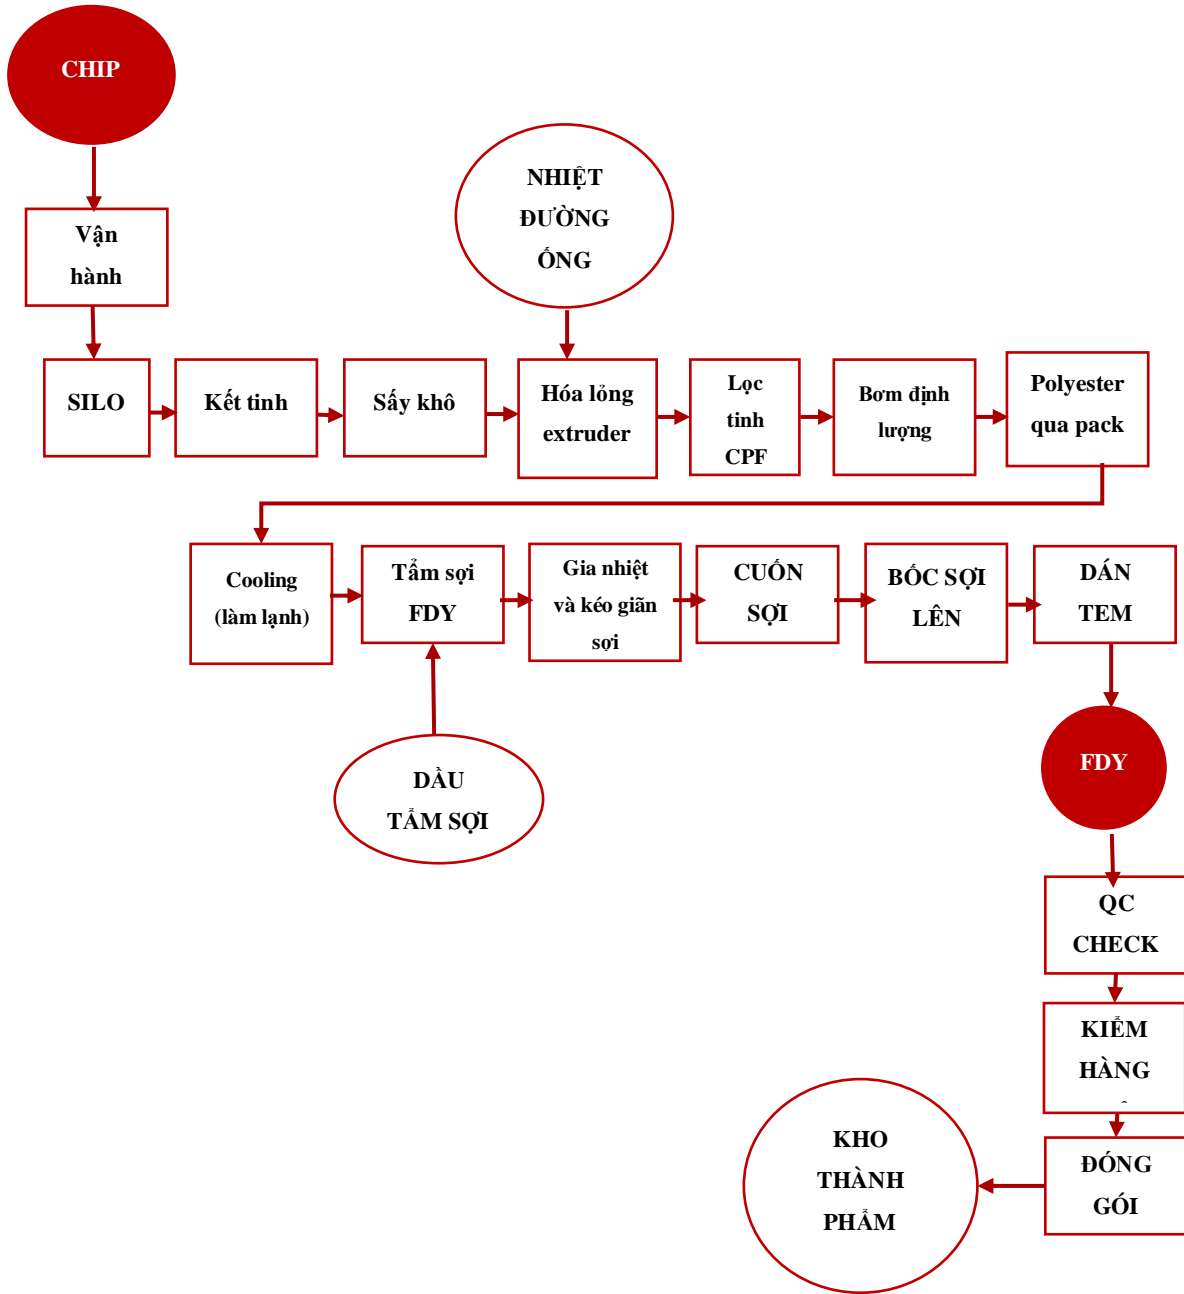 CHIP
Vận
hành
NHIỆT
ĐƯỜNG
ỐNG
SILO
Kết tinh
Sấy khô
Hóa lỏng
extruder
Lọc
tinh
CPF
Bơm định
lượng
Polyester
qua pack
Cooling
(làm lạnh)
Tẩm sợi
FDY
Gia nhiệt
và kéo giãn
sợi
CUỐN
SỢI
BỐC SỢI
LÊN
DÁN
TEM
DẦU
TẨM SỢI
FDY
QC
CHECK
KIỂM
HÀNG
ĐÓNG
GÓI
KHO
THÀNH
PHẨM